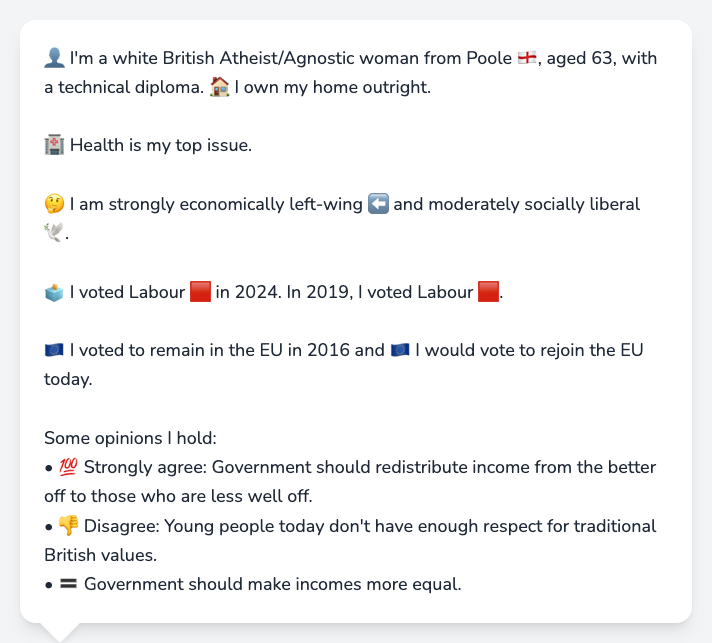 👤 I'm a white British Atheist/Agnostic woman from Poole 🏴󠁧󠁢󠁥󠁮󠁧󠁿, aged 63, with
a technical diploma. 🏠 I own my home outright.
🏥 Health is my top issue.
🤔 I am strongly economically left-wing ⬅️ and moderately socially liberal
🕊️.
🗳️ I voted Labour 🟥 in 2024. In 2019, I voted Labour 🟥.
🇪🇺 I voted to remain in the EU in 2016 and 🇪🇺 I would vote to rejoin the EU
today.
Some opinions I hold:
• 💯 Strongly agree: Government should redistribute income from the better
off to those who are less well off.
• 👎 Disagree: Young people today don't have enough respect for traditional
British values.
• 🟰 Government should make incomes more equal.